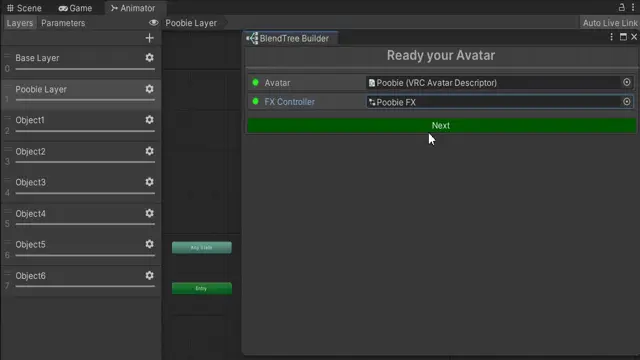 Scene Game Animator
Layers Parameters Poobie Layer Auto Live Link
BlendTree Builder
Ready your Avatar
Avatar Poobie (VRC Avatar Descriptor)
FX Controller Poobie FX
Next
Base Layer
0
Poobie Layer
1
Object1
2
Object2
3
Object3
4
Object4
5
Object5
6
Object6
7
Any State
Entry